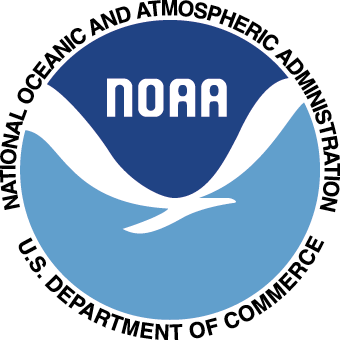 NATIONAL OCEANIC AND ATMOSPHERIC ADMINISTRATION
NOAA
U.S. DEPARTMENT OF COMMERCE